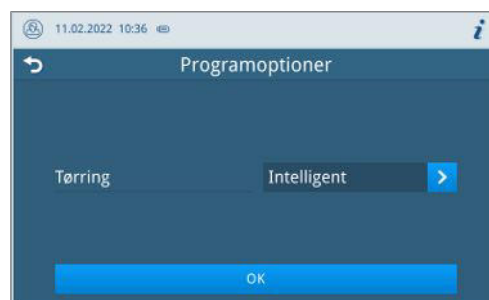 11.02.2022 10:36
i
Programoptioner
Tørring Intelligent
OK